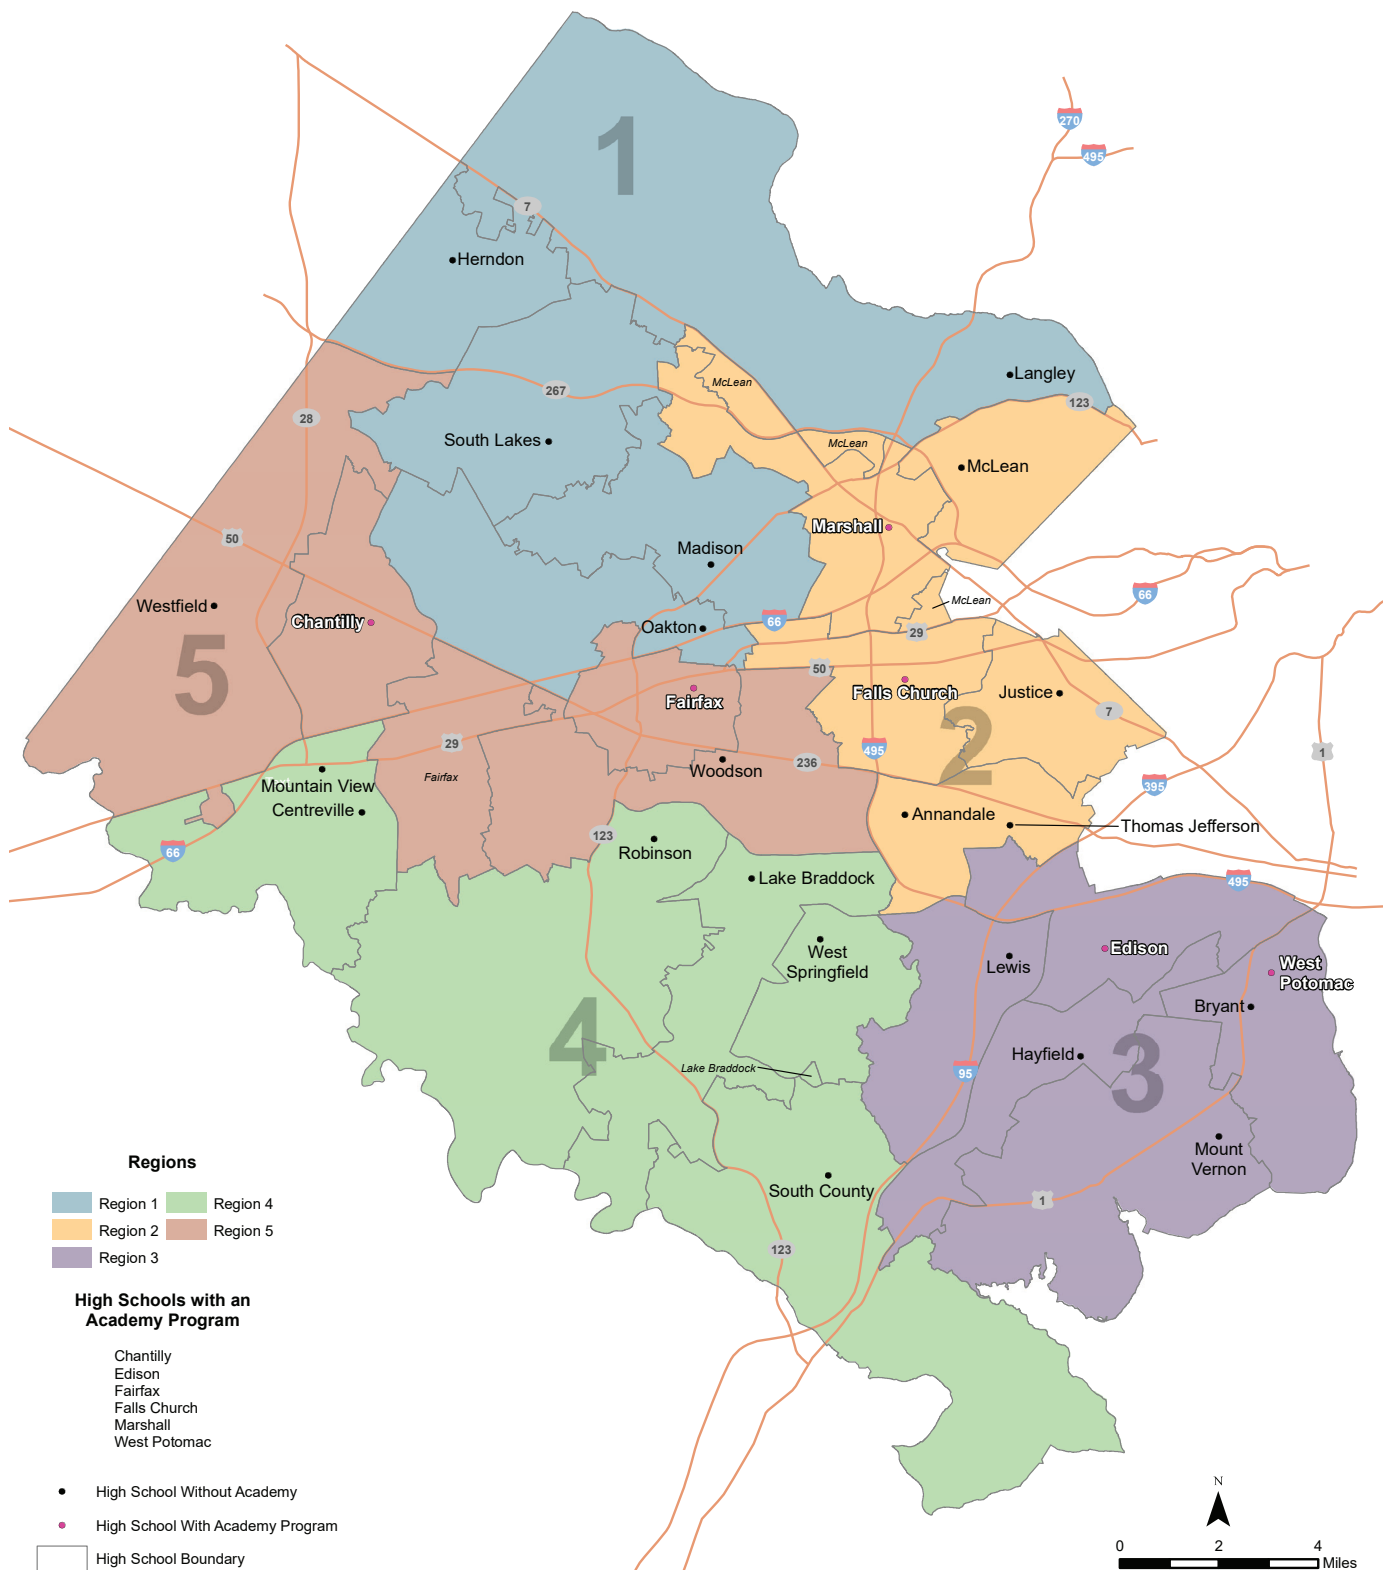 1
270
495
7
Herndon
Langley
McLean
267
123
28
McLean
South Lakes
McLean
Marshall
50
Madison
66
McLean
Westfield
Chantilly
66
Oakton
29
5
50
Falls Church
Justice
Fairfax
2
7
29
495
1
236
Woodson
Fairfax
395
Mountain View
Centreville
Annandale
Thomas Jefferson
123
66
Robinson
Lake Braddock
495
West
Springfield
Edison
Lewis
West
Potomac
Bryant
4
Hayfield
3
Lake Braddock
95
Mount
Vernon
South County
1
123
Regions
Region 1
Region 4
Region 2
Region 5
Region 3
High Schools with an
Academy Program
Chantilly
Edison
Fairfax
Falls Church
Marshall
West Potomac
High School Without Academy
High School With Academy Program
High School Boundary
N
0 2 4
Miles